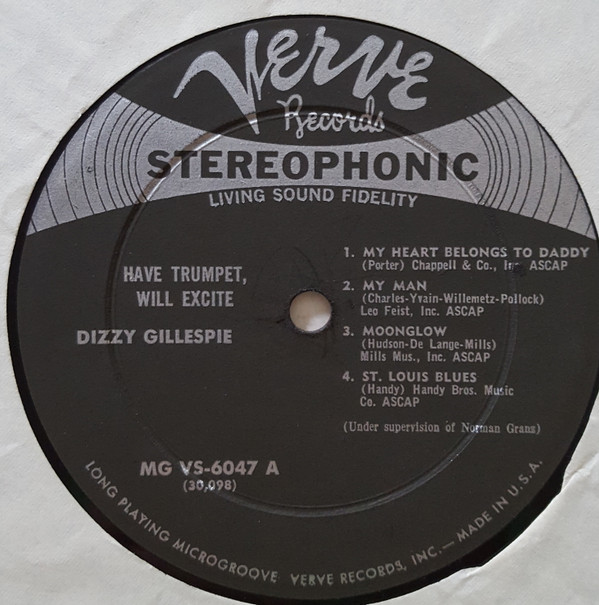 Verve
Records
STEREOPHONIC
LIVING SOUND FIDELITY
HAVE TRUMPET,
WILL EXCITE
DIZZY GILLESPIE
1. MY HEART BELONGS TO DADDY
(Porter) Chappell & Co., Inc. ASCAP
2. MY MAN
(Charles-Yvain-Willemetz-Pollock)
Leo Feist, Inc. ASCAP
3. MOONGLOW
(Hudson-De Lange-Mills)
Mills Mus., Inc. ASCAP
4. ST. LOUIS BLUES
(Handy) Handy Bros. Music
Co. ASCAP
(Under supervision of Norman Granz)
MG VS-6047 A
(30,098)
LONG PLAYING MICROGROOVE VERVE RECORDS, INC.— MADE IN U.S.A.